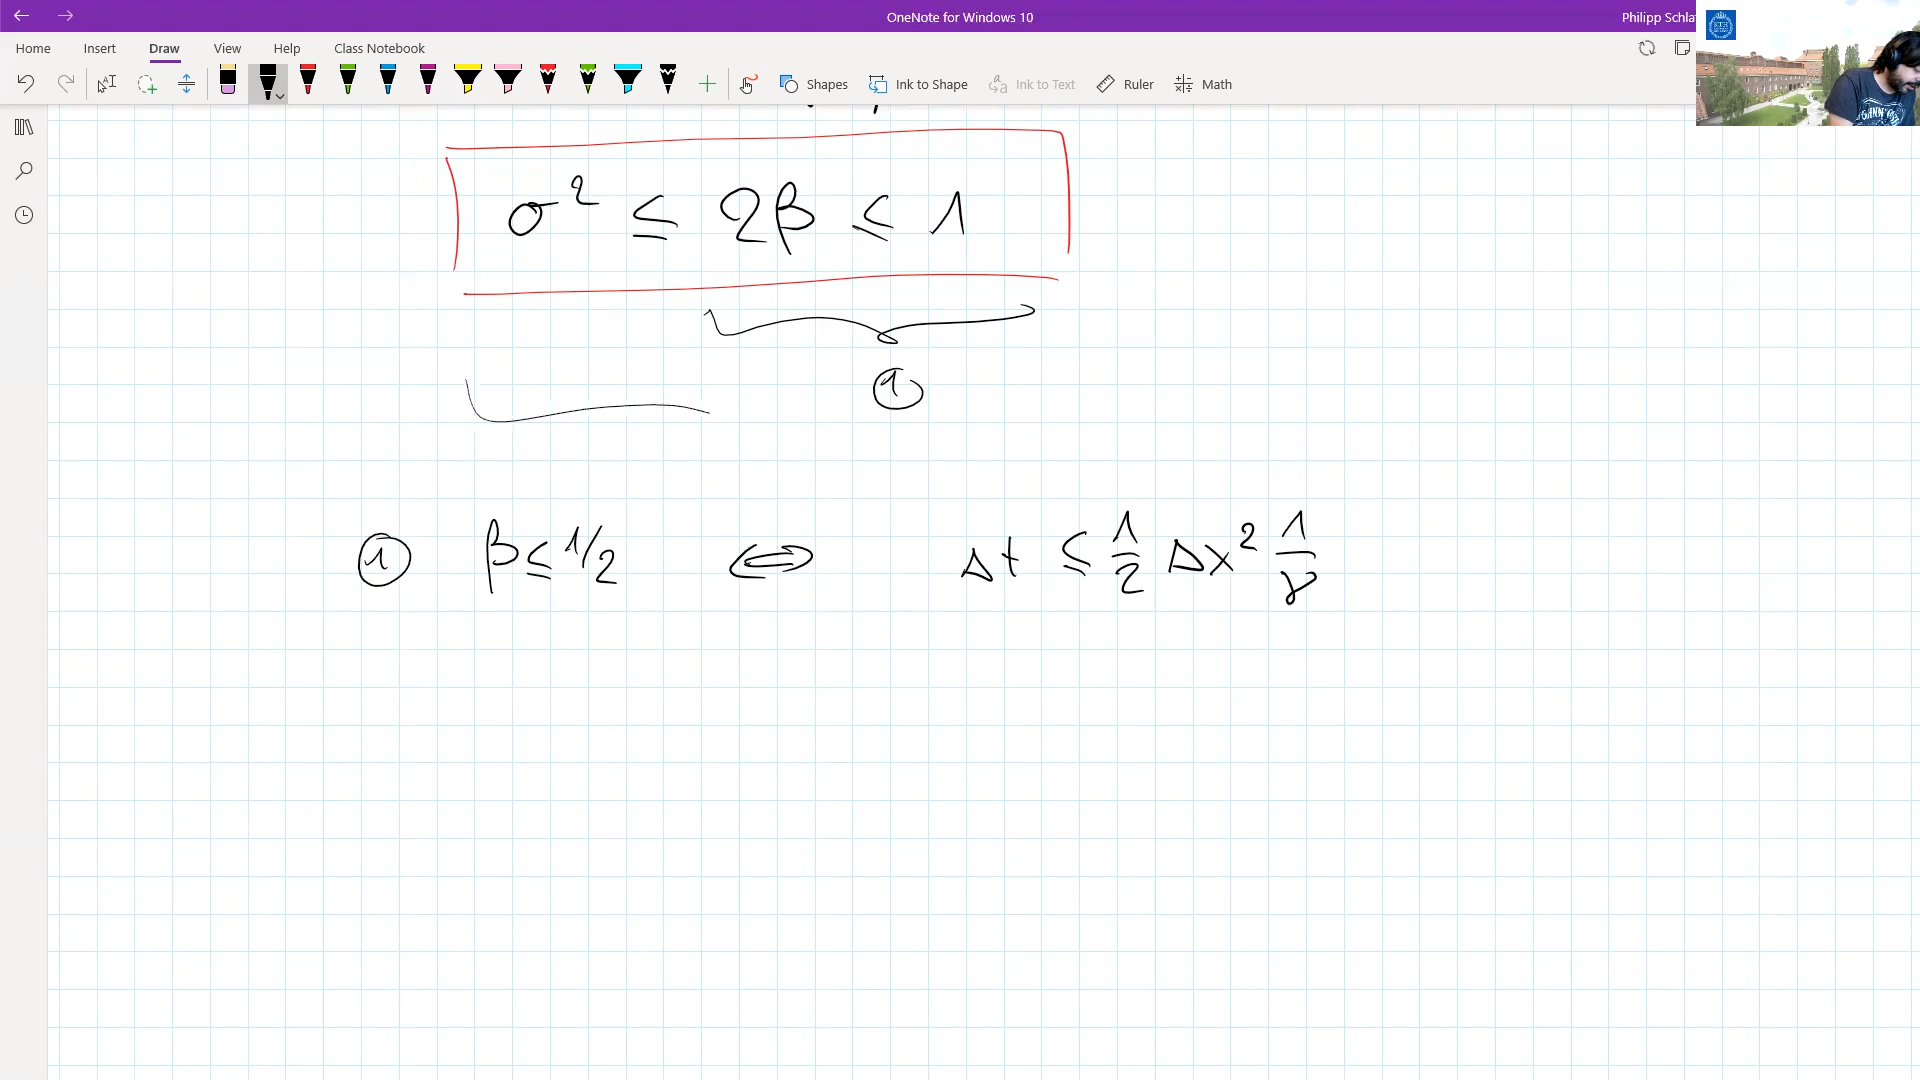 OneNote for Windows 10
Philipp Schla
Home Insert Draw View Help Class Notebook
Shapes Ink to Shape Ink to Text Ruler Math
σ² ≤ 2β ≤ 1
①
① β ≤ 1/2 ⇔ Δt ≤ 1/2 Δx² 1/γ